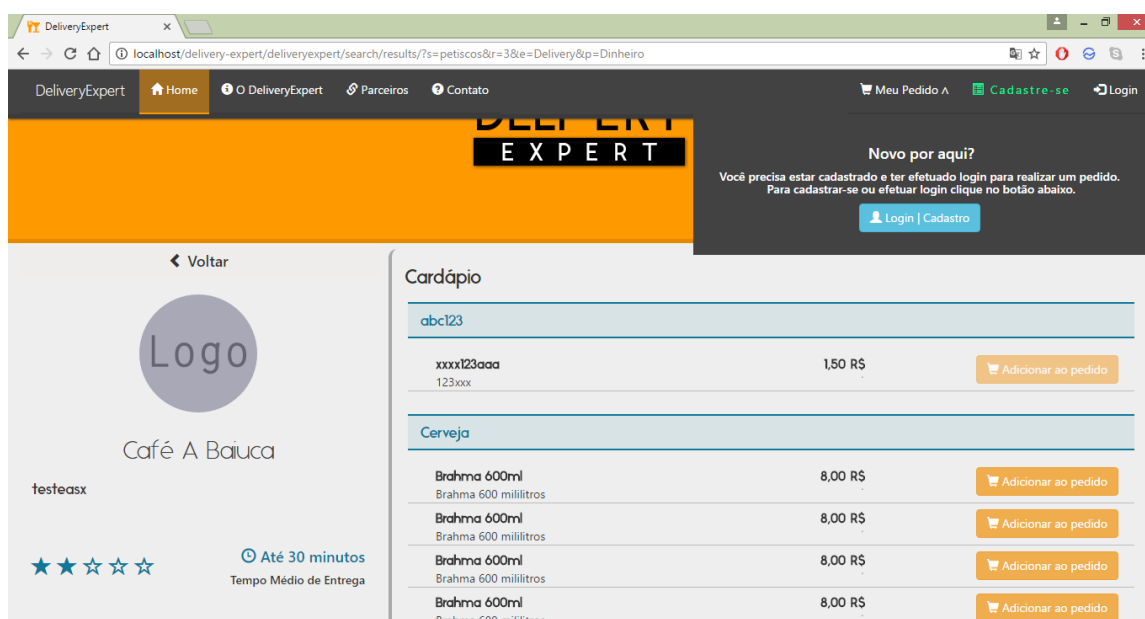 DeliveryExpert
localhost/delivery-expert/deliveryexpert/search/results/?s=petiscos&r=3&e=Delivery&p=Dinheiro
DeliveryExpert Home O DeliveryExpert Parceiros Contato Meu Pedido Cadastre-se Login
EXPERT
Novo por aqui?
Você precisa estar cadastrado e ter efetuado login para realizar um pedido.
Para cadastrar-se ou efetuar login clique no botão abaixo.
Login | Cadastro
Voltar
Logo
Café A Baiuca
testeasx
Até 30 minutos
Tempo Médio de Entrega
Cardápio
abc123
xxxx123aaa 1,50 R$ Adicionar ao pedido
123xxx
Cerveja
Brahma 600ml 8,00 R$ Adicionar ao pedido
Brahma 600 mililitros
Brahma 600ml 8,00 R$ Adicionar ao pedido
Brahma 600 mililitros
Brahma 600ml 8,00 R$ Adicionar ao pedido
Brahma 600 mililitros
Brahma 600ml 8,00 R$ Adicionar ao pedido